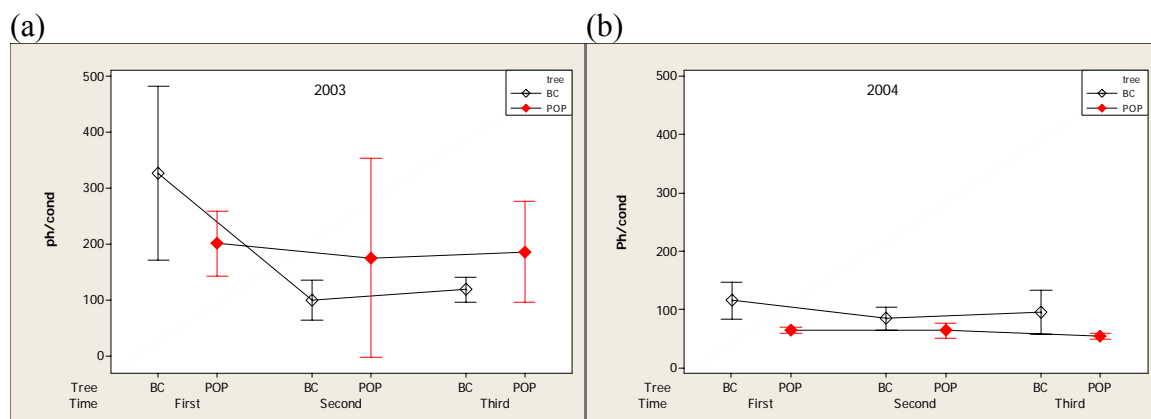 (a)
2003
tree
BC
POP
500
400
300
200
100
0
ph/cond
Tree BC POP BC POP BC POP
Time First Second Third
(b)
2004
tree
BC
POP
500
400
300
200
100
0
Ph/cond
BC POP BC POP BC POP Tree
First Second Third Time